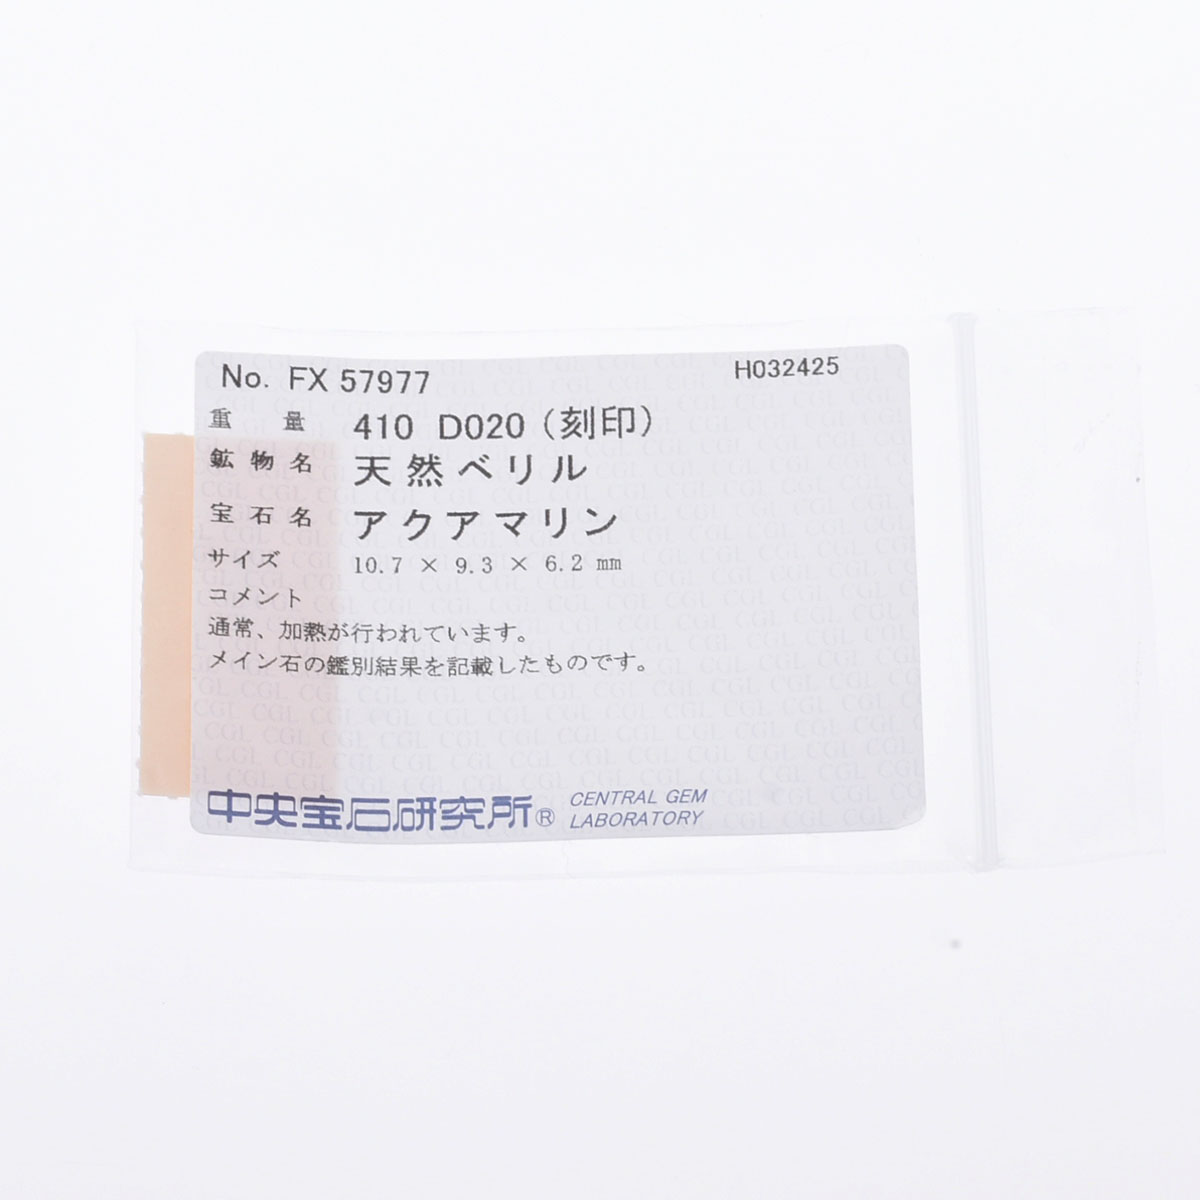 No. FX 57977 H032425
重量 410 D020（刻印）
鉱物名 天然ベリル
宝石名 アクアマリン
サイズ 10.7 × 9.3 × 6.2 mm
コメント
通常、加熱が行われています。
メイン石の鑑別結果を記載したものです。
中央宝石研究所® CENTRAL GEM
LABORATORY